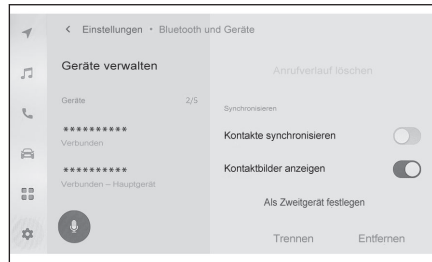 Einstellungen • Bluetooth und Geräte
Geräte verwalten
Geräte 2/5
**********
Verbunden
**********
Verbunden – Hauptgerät
Anrufverlauf löschen
Synchronisieren
Kontakte synchronisieren
Kontaktbilder anzeigen
Als Zweitgerät festlegen
Trennen Entfernen